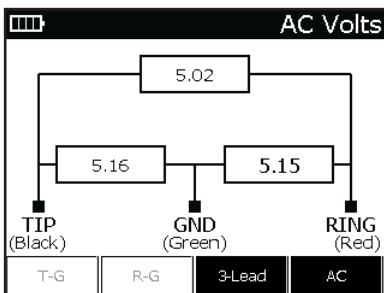 AC Volts
5.02
5.16 5.15
TIP GND RING
(Black) (Green) (Red)
T-G R-G 3-Lead AC